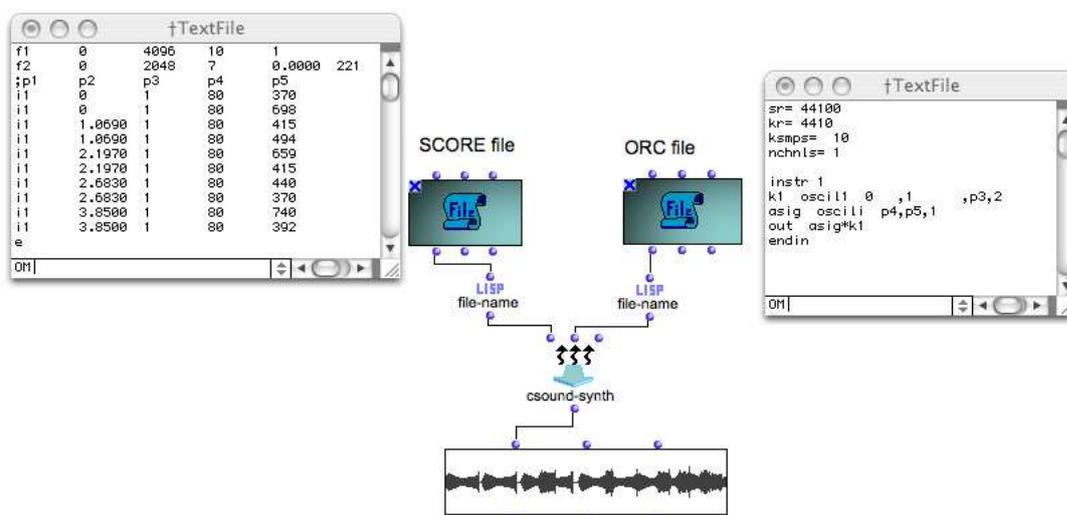 †TextFile
f1 0 4096 10 1
f2 0 2048 7 0.0000 221
;p1 p2 p3 p4 p5
i1 0 1 80 370
i1 0 1 80 698
i1 1.0690 1 80 415
i1 1.0690 1 80 494
i1 2.1970 1 80 659
i1 2.1970 1 80 415
i1 2.6830 1 80 440
i1 2.6830 1 80 370
i1 3.8500 1 80 740
i1 3.8500 1 80 392
e
OM
SCORE file
File
LISP
file-name
ORC file
File
LISP
file-name
csound-synth
†TextFile
sr= 44100
kr= 4410
ksmps= 10
nchnls= 1
instr 1
k1 oscil1 0 ,1 ,p3,2
asig oscili p4,p5,1
out asig*k1
endin
OM